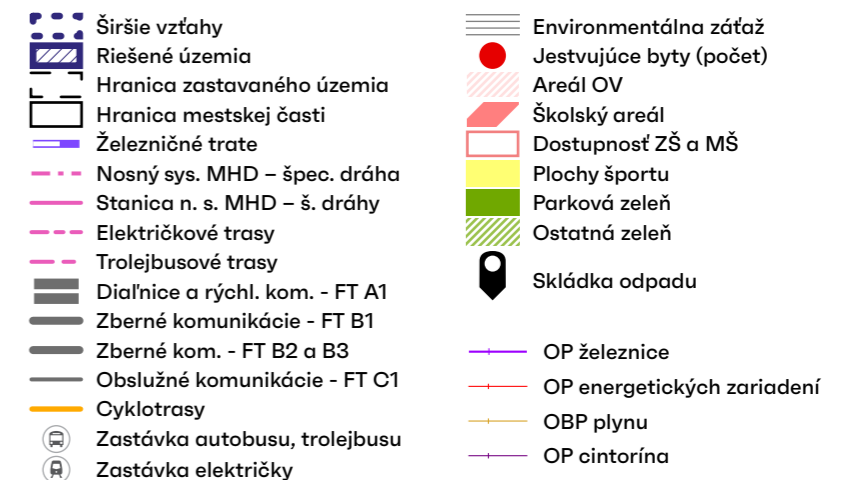 Širšie vzťahy
Riešené územia
Hranica zastavaného územia
Hranica mestskej časti
Železničné trate
Nosný sys. MHD – špec. dráha
Stanica n. s. MHD – š. dráhy
Električkové trasy
Trolejbusové trasy
Diaľnice a rýchl. kom. - FT A1
Zberné komunikácie - FT B1
Zberné kom. - FT B2 a B3
Obslužné komunikácie - FT C1
Cyklotrasy
Zastávka autobusu, trolejbusu
Zastávka električky
Environmentálna záťaž
Jestvujúce byty (počet)
Areál OV
Školský areál
Dostupnosť ZŠ a MŠ
Plochy športu
Parková zeleň
Ostatná zeleň
Skládka odpadu
OP železnice
OP energetických zariadení
OBP plynu
OP cintorína